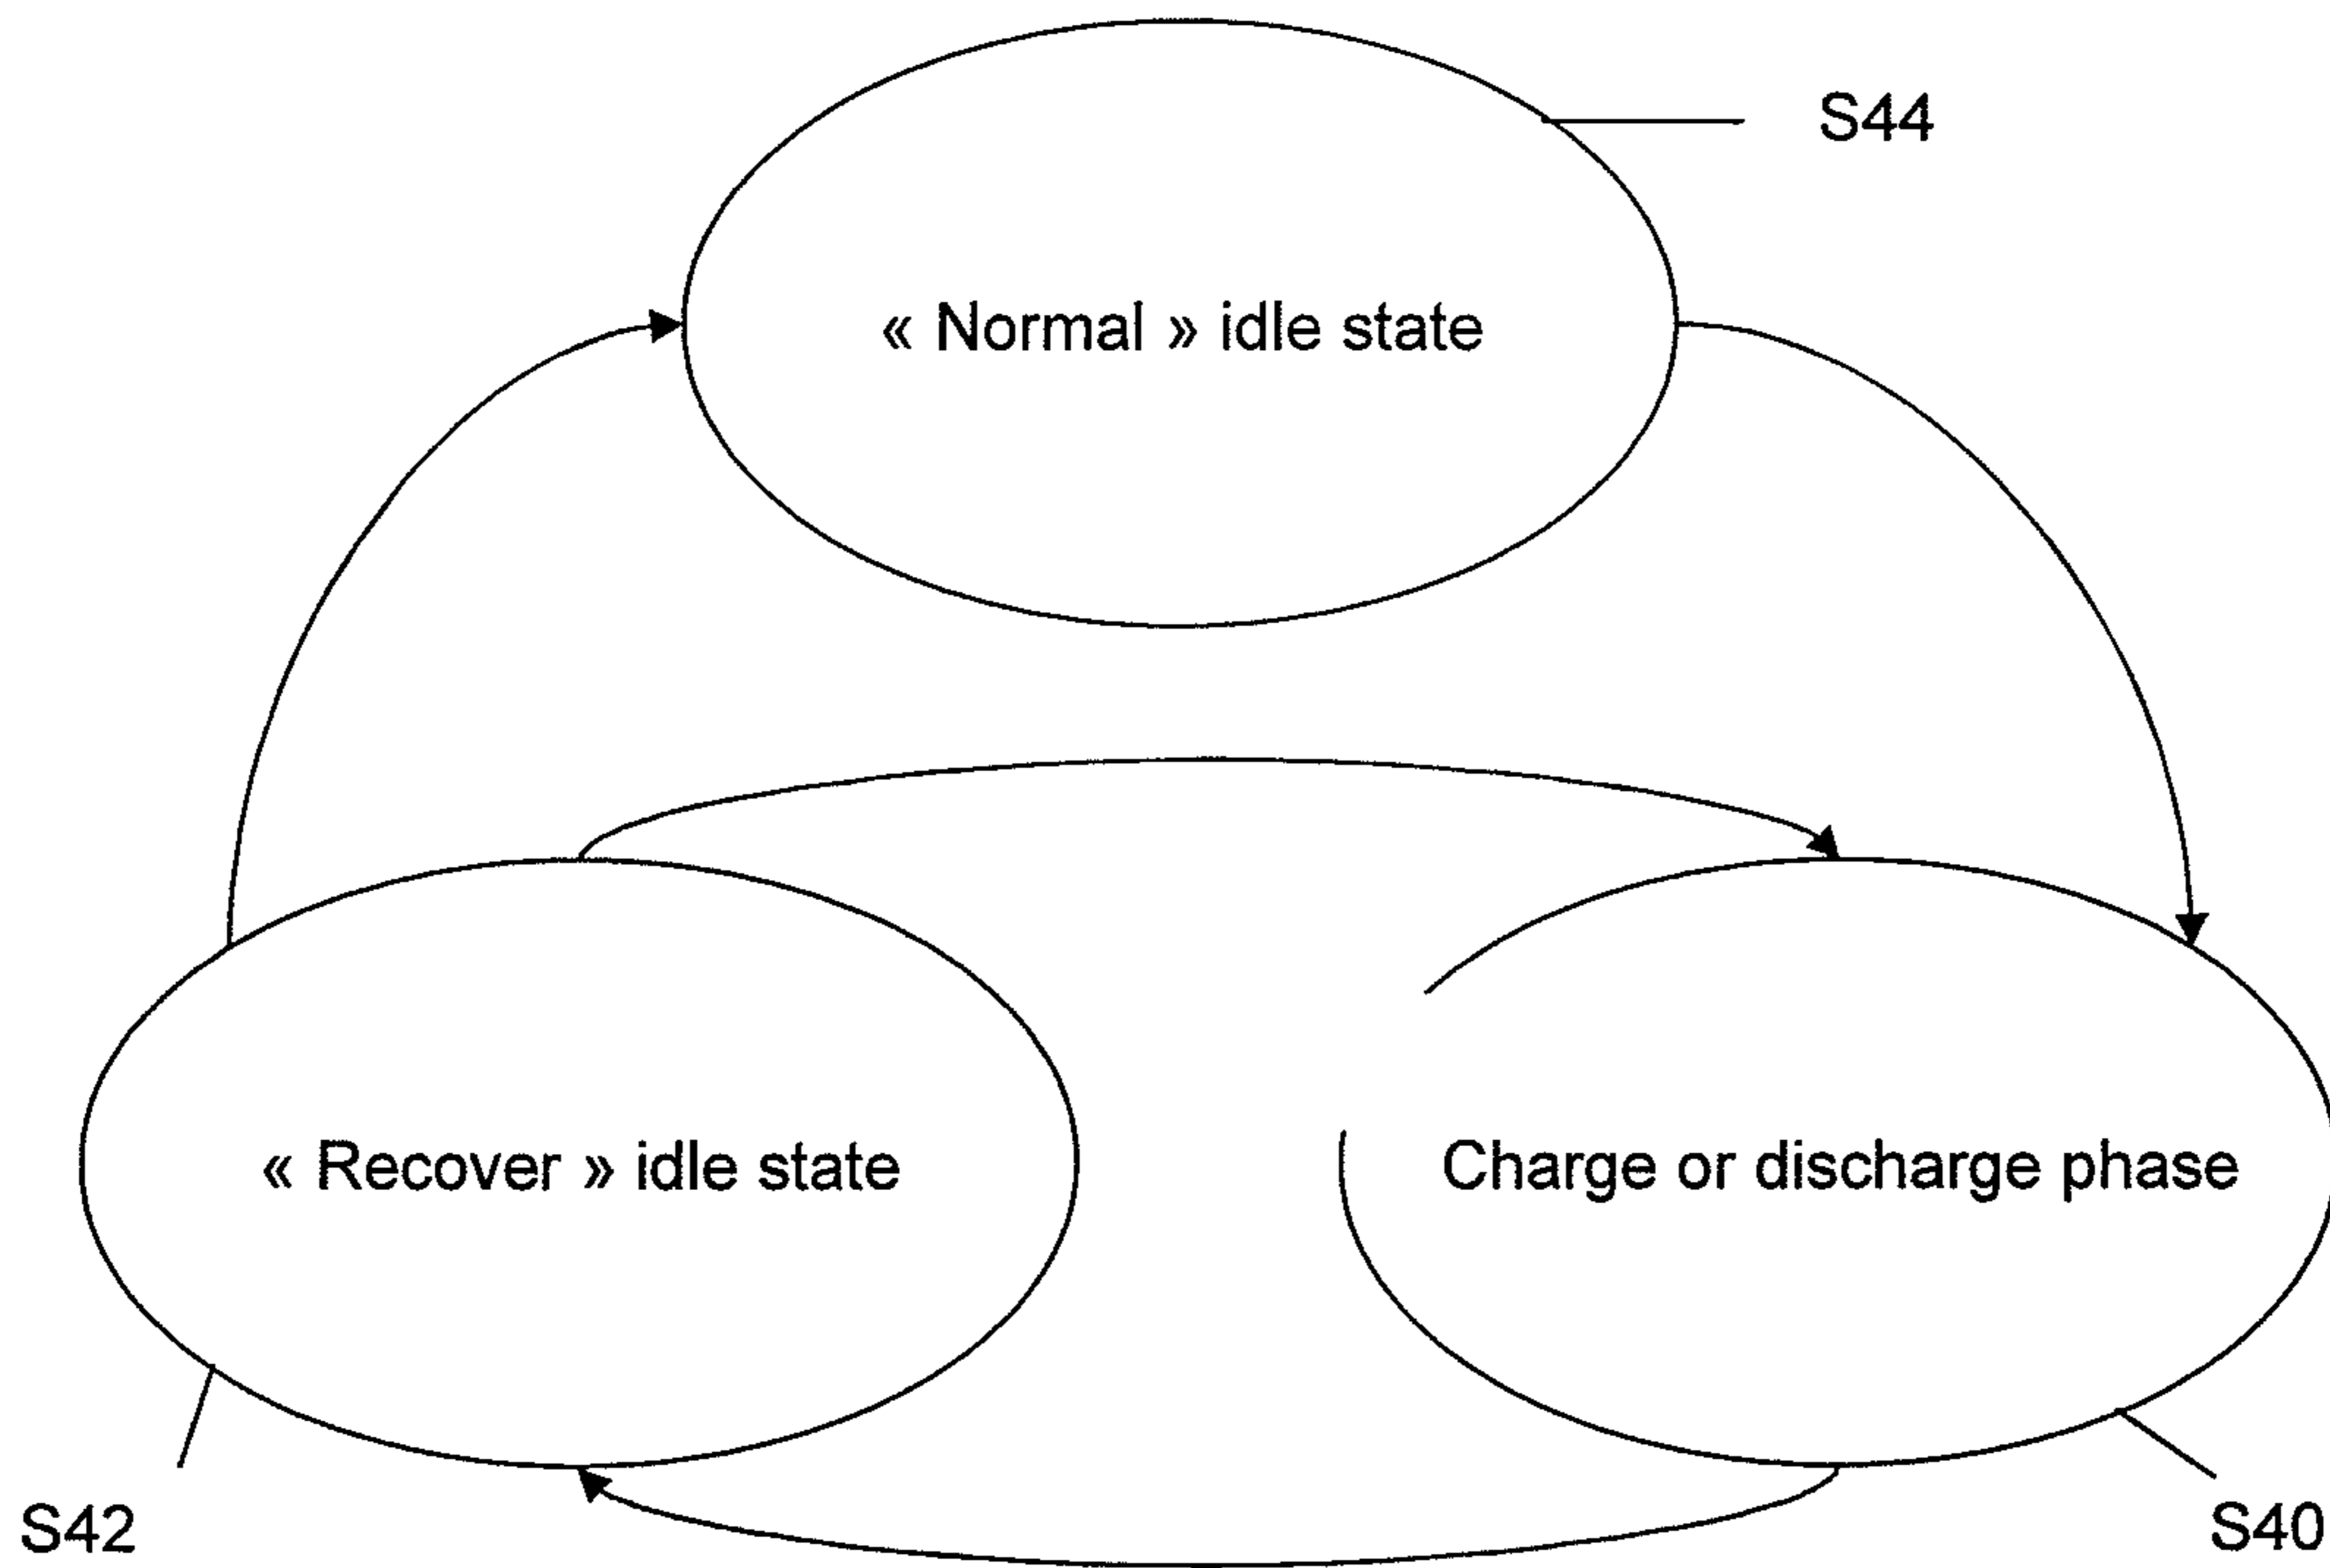 S44
« Normal » idle state
« Recover » idle state
Charge or discharge phase
S42
S40